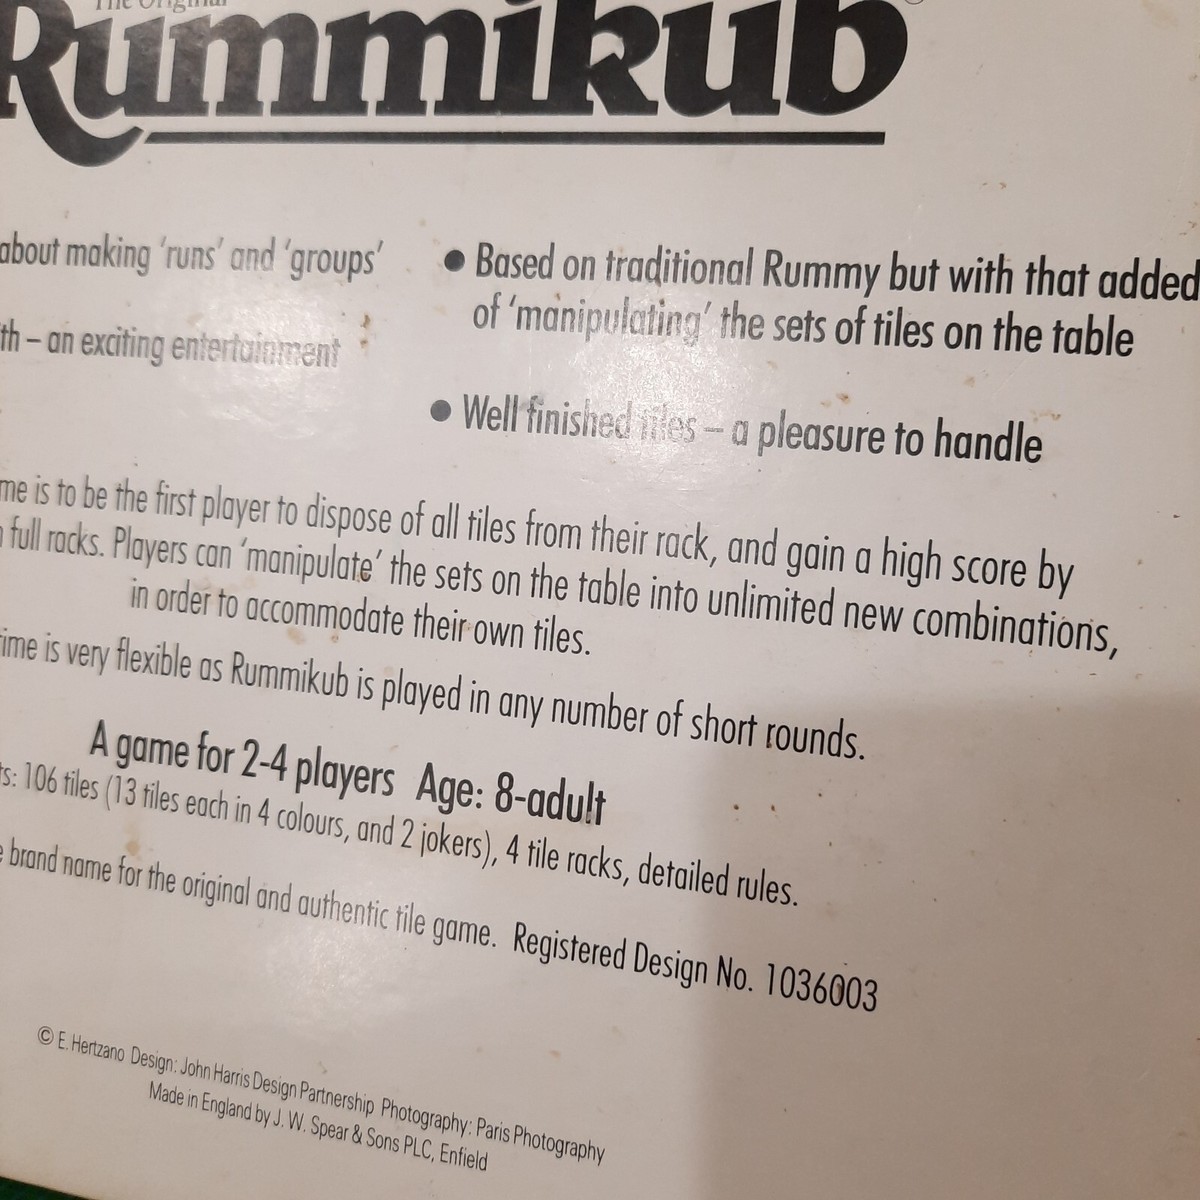 The Original
Rummikub
about making 'runs' and 'groups'
th – an exciting entertainment
• Based on traditional Rummy but with that added
of 'manipulating' the sets of tiles on the table
• Well finished tiles – a pleasure to handle
me is to be the first player to dispose of all tiles from their rack, and gain a high score by
full racks. Players can 'manipulate' the sets on the table into unlimited new combinations,
in order to accommodate their own tiles.
ime is very flexible as Rummikub is played in any number of short rounds.
A game for 2-4 players Age: 8-adult
ts: 106 tiles (13 tiles each in 4 colours, and 2 jokers), 4 tile racks, detailed rules.
e brand name for the original and authentic tile game. Registered Design No. 1036003
© E. Hertzano Design: John Harris Design Partnership Photography: Paris Photography
Made in England by J. W. Spear & Sons PLC, Enfield